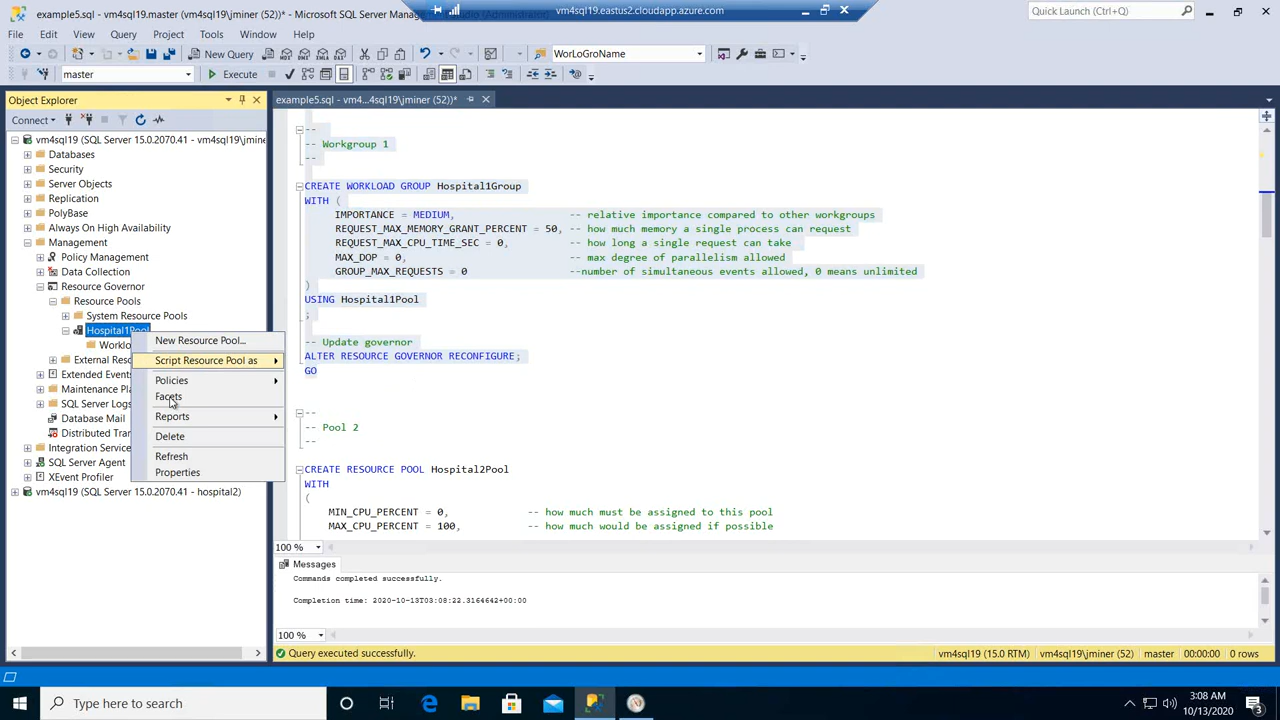 example5.sql - vm4sql19.master (vm4sql19\jminer (52))* - Microsoft SQL Server Mana
vm4sql19.eastus2.cloudapp.azure.com
(Administrator)
Quick Launch (Ctrl+Q)
File Edit View Query Project Tools Window Help
New Query
MDX DMX XMLA DAX
WorLoGroName
master
Execute
Object Explorer
example5.sql - vm4...4sql19\jminer (52))*
Connect
vm4sql19 (SQL Server 15.0.2070.41 - vm4sql19\jmine
Databases
Security
Server Objects
Replication
PolyBase
Always On High Availability
Management
Policy Management
Data Collection
Resource Governor
Resource Pools
System Resource Pools
Hospital1Pool
Worklo
External Reso
Extended Events
Maintenance Pla
SQL Server Logs
Database Mail
Distributed Tran
Integration Service
SQL Server Agent
XEvent Profiler
vm4sql19 (SQL Server 15.0.2070.41 - hospital2)
New Resource Pool...
Script Resource Pool as
Policies
Facets
Reports
Delete
Refresh
Properties
--
-- Workgroup 1
--
CREATE WORKLOAD GROUP Hospital1Group
WITH (
IMPORTANCE = MEDIUM, -- relative importance compared to other workgroups
REQUEST_MAX_MEMORY_GRANT_PERCENT = 50, -- how much memory a single process can request
REQUEST_MAX_CPU_TIME_SEC = 0, -- how long a single request can take
MAX_DOP = 0, -- max degree of parallelism allowed
GROUP_MAX_REQUESTS = 0 --number of simultaneous events allowed, 0 means unlimited
)
USING Hospital1Pool
;
-- Update governor
ALTER RESOURCE GOVERNOR RECONFIGURE;
GO
--
-- Pool 2
--
CREATE RESOURCE POOL Hospital2Pool
WITH
(
MIN_CPU_PERCENT = 0, -- how much must be assigned to this pool
MAX_CPU_PERCENT = 100, -- how much would be assigned if possible
100 %
Messages
Commands completed successfully.
Completion time: 2020-10-13T03:08:22.3164642+00:00
100 %
Query executed successfully.
vm4sql19 (15.0 RTM) vm4sql19\jminer (52) master 00:00:00 0 rows
Type here to search
3:08 AM
10/13/2020
3